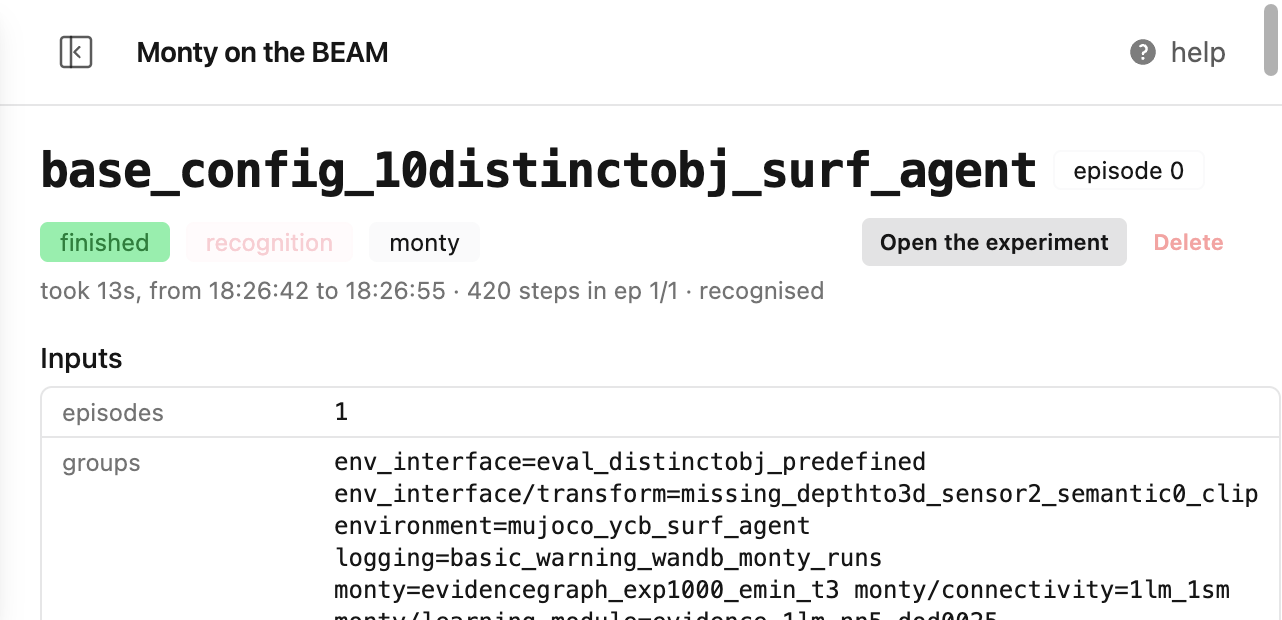 Monty on the BEAM
help
base_config_10distinctobj_surf_agent episode 0
finished recognition monty Open the experiment Delete
took 13s, from 18:26:42 to 18:26:55 · 420 steps in ep 1/1 · recognised
Inputs
episodes 1
groups env_interface=eval_distinctobj_predefined
env_interface/transform=missing_depthto3d_sensor2_semantic0_clip
environment=mujoco_ycb_surf_agent
logging=basic_warning_wandb_monty_runs
monty=evidencegraph_exp1000_emin_t3 monty/connectivity=1lm_1sm